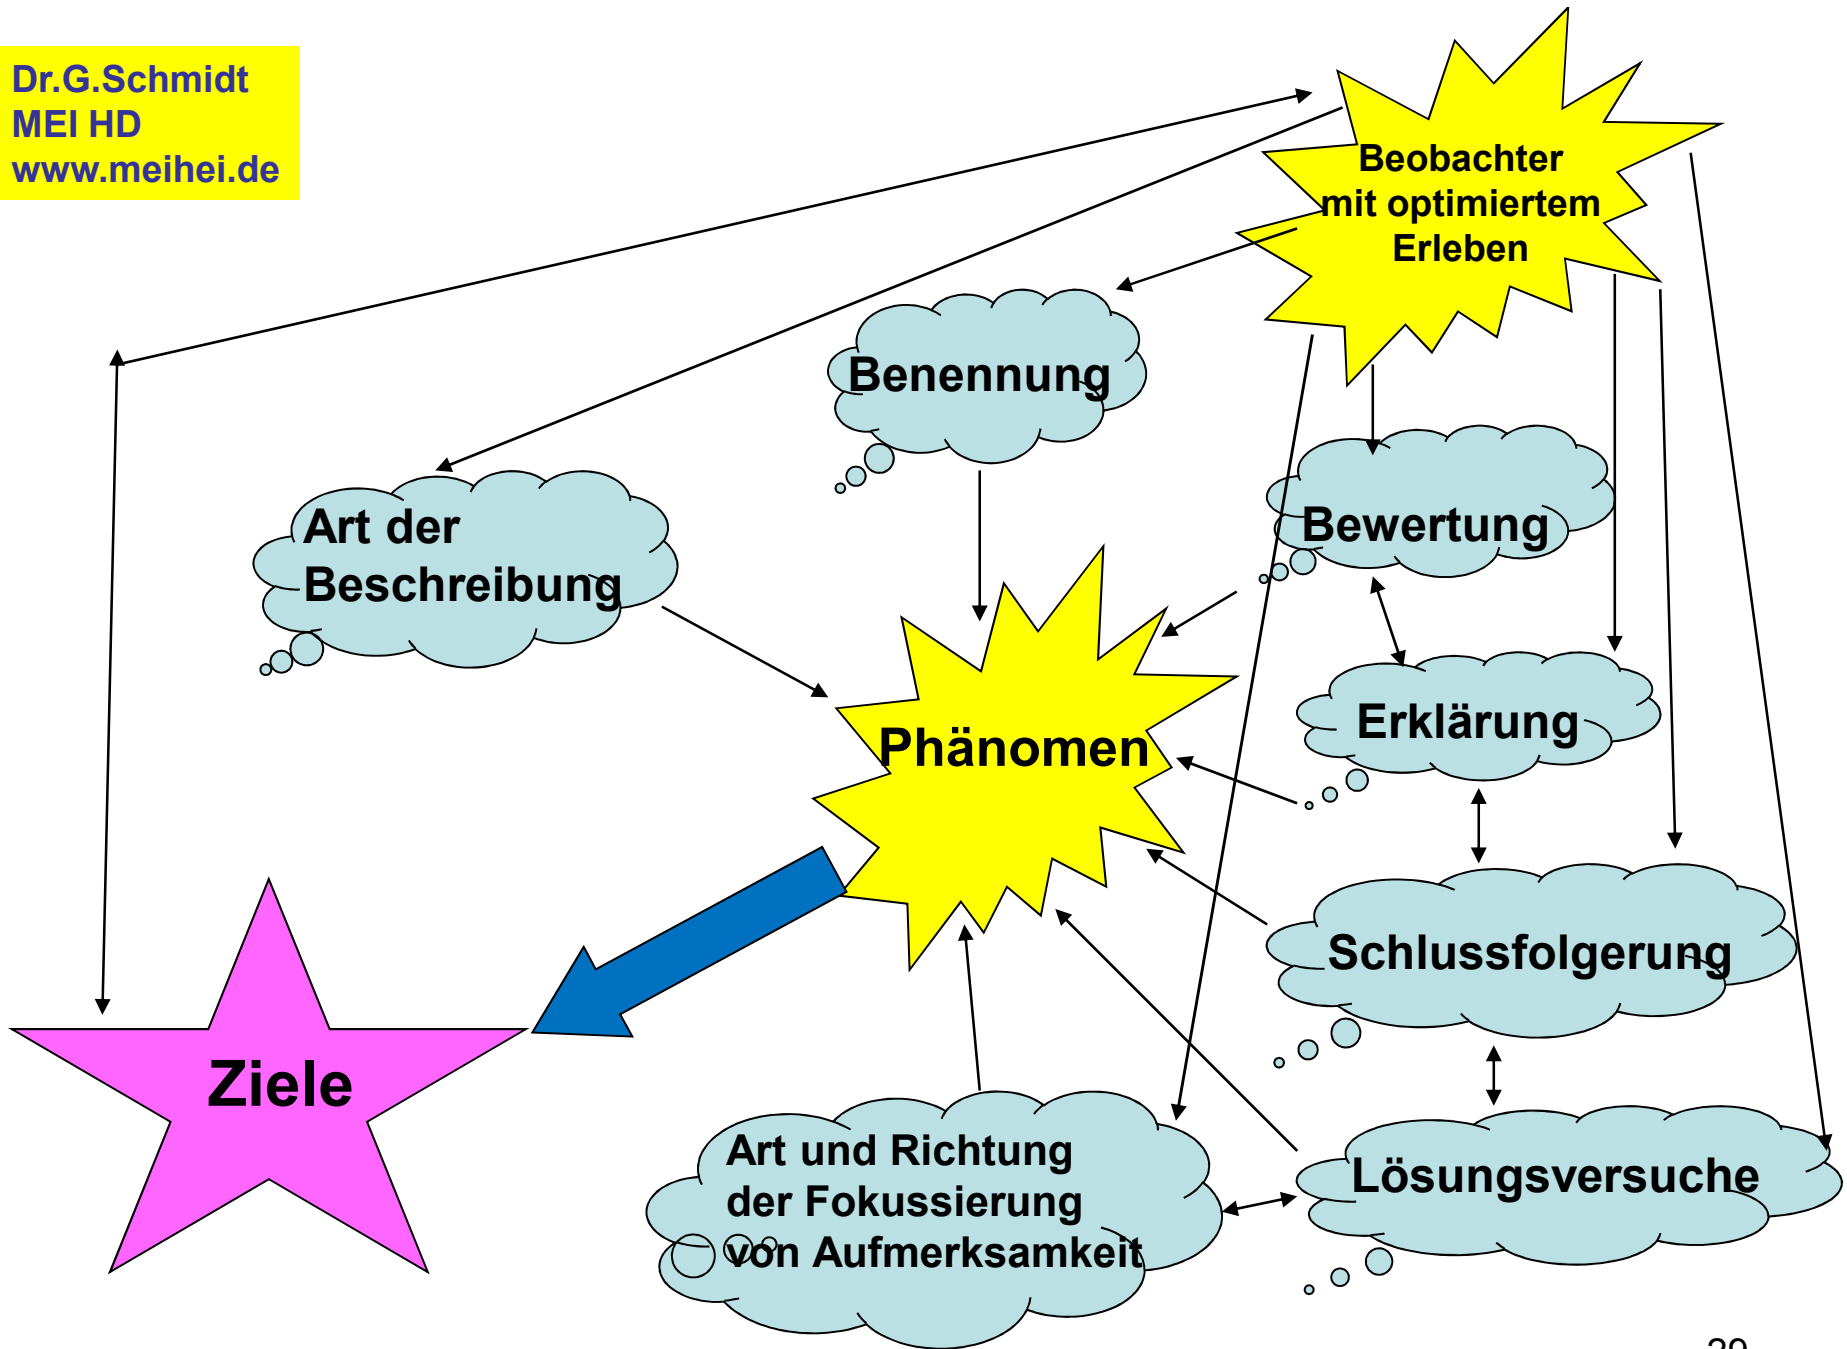 Dr.G.Schmidt
MEI HD
www.meihei.de
Beobachter
mit optimiertem
Erleben
Benennung
Art der
Beschreibung
Bewertung
Phänomen
Erklärung
Schlussfolgerung
Ziele
Art und Richtung
der Fokussierung
von Aufmerksamkeit
Lösungsversuche